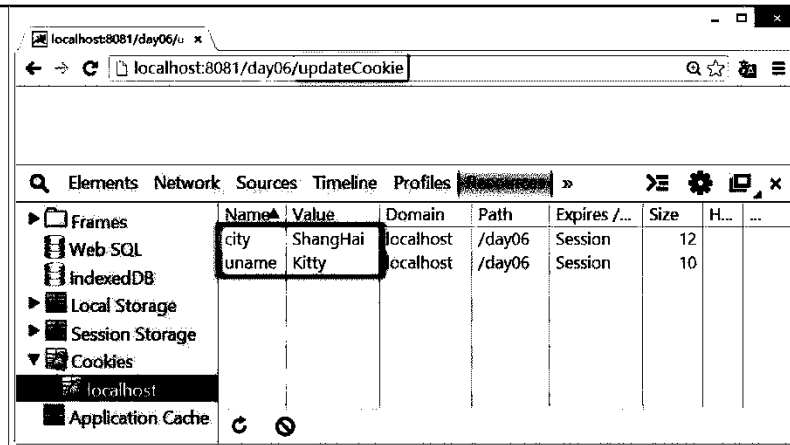 localhost:8081/day06/u ×
localhost:8081/day06/updateCookie
Elements Network Sources Timeline Profiles Resources »
Name Value Domain Path Expires /... Size H... ...
city ShangHai localhost /day06 Session 12
uname Kitty localhost /day06 Session 10
Frames
Web SQL
IndexedDB
Local Storage
Session Storage
Cookies
localhost
Application Cache